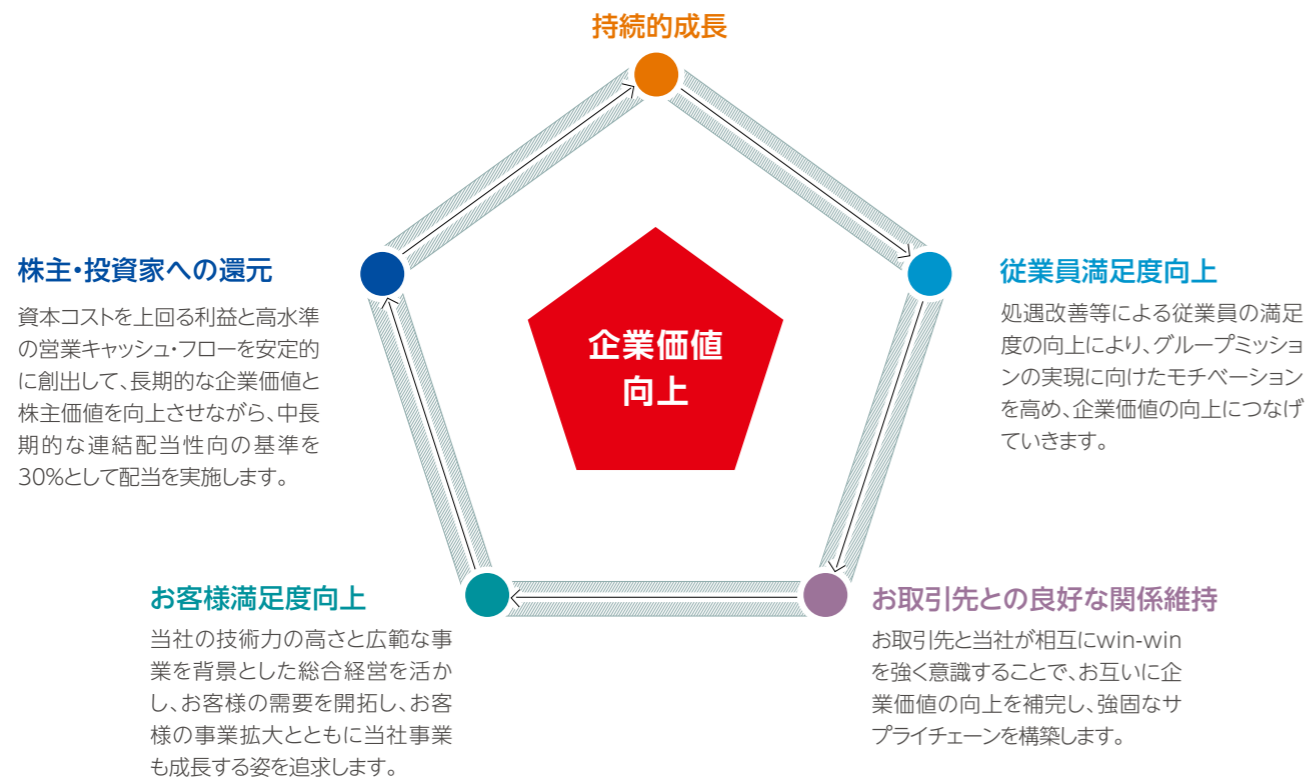 持続的成長
株主・投資家への還元
資本コストを上回る利益と高水準
の営業キャッシュ・フローを安定的
に創出して、長期的な企業価値と
株主価値を向上させながら、中長
期的な連結配当性向の基準を
30%として配当を実施します。
企業価値
向上
従業員満足度向上
処遇改善等による従業員の満足
度の向上により、グループミッショ
ンの実現に向けたモチベーション
を高め、企業価値の向上につなげ
ていきます。
お客様満足度向上
当社の技術力の高さと広範な事
業を背景とした総合経営を活か
し、お客様の需要を開拓し、お客
様の事業拡大とともに当社事業
も成長する姿を追求します。
お取引先との良好な関係維持
お取引先と当社が相互にwin-win
を強く意識することで、お互いに企
業価値の向上を補完し、強固なサ
プライチェーンを構築します。